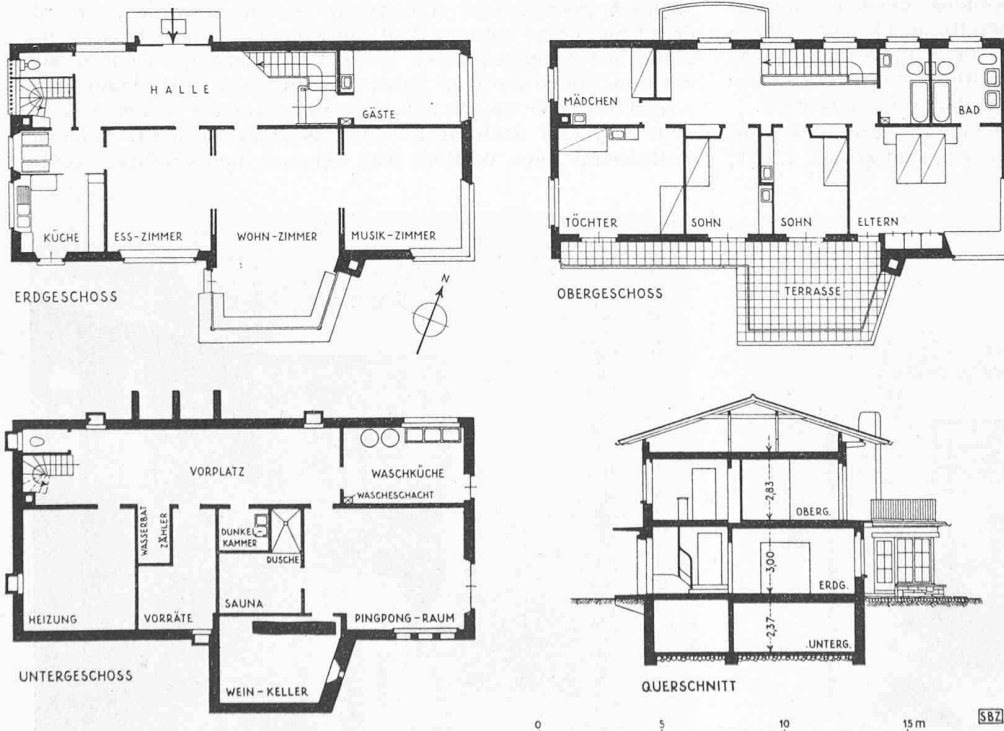 HALLE
GÄSTE
KÜCHE
ESS-ZIMMER
WOHN-ZIMMER
MUSIK-ZIMMER
ERDGESCHOSS
N
MÄDCHEN
BAD
TÖCHTER
SOHN
SOHN
ELTERN
OBERGESCHOSS
TERRASSE
VORPLATZ
WASCHKÜCHE
WASCHESCHACHT
WASSERBAT
ZÄHLER
DUNKEL
KAMMER
DUSCHE
HEIZUNG
VORRÄTE
SAUNA
PINGPONG-RAUM
WEIN-KELLER
UNTERGESCHOSS
2,83
OBERG.
3,00
ERDG.
2,37
UNTERG.
QUERSCHNITT
0 5 10 15 m
SBZ